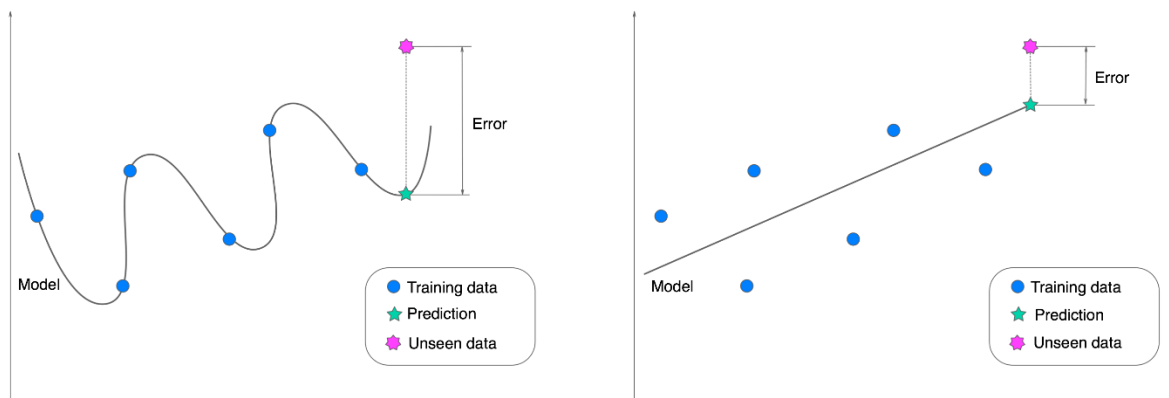 Error
Model
Training data
Prediction
Unseen data
Error
Model
Training data
Prediction
Unseen data